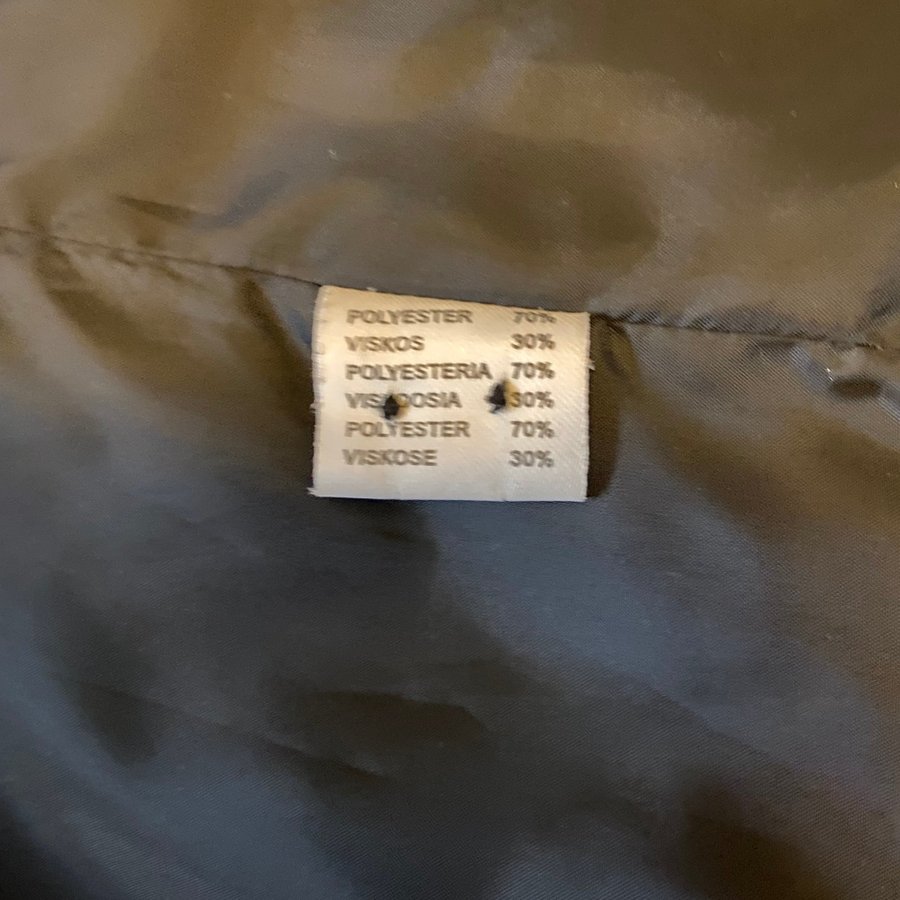 POLYESTER 70%
VISKOS 30%
POLYESTERIA 70%
30%
POLYESTER 70%
VISKOSE 30%